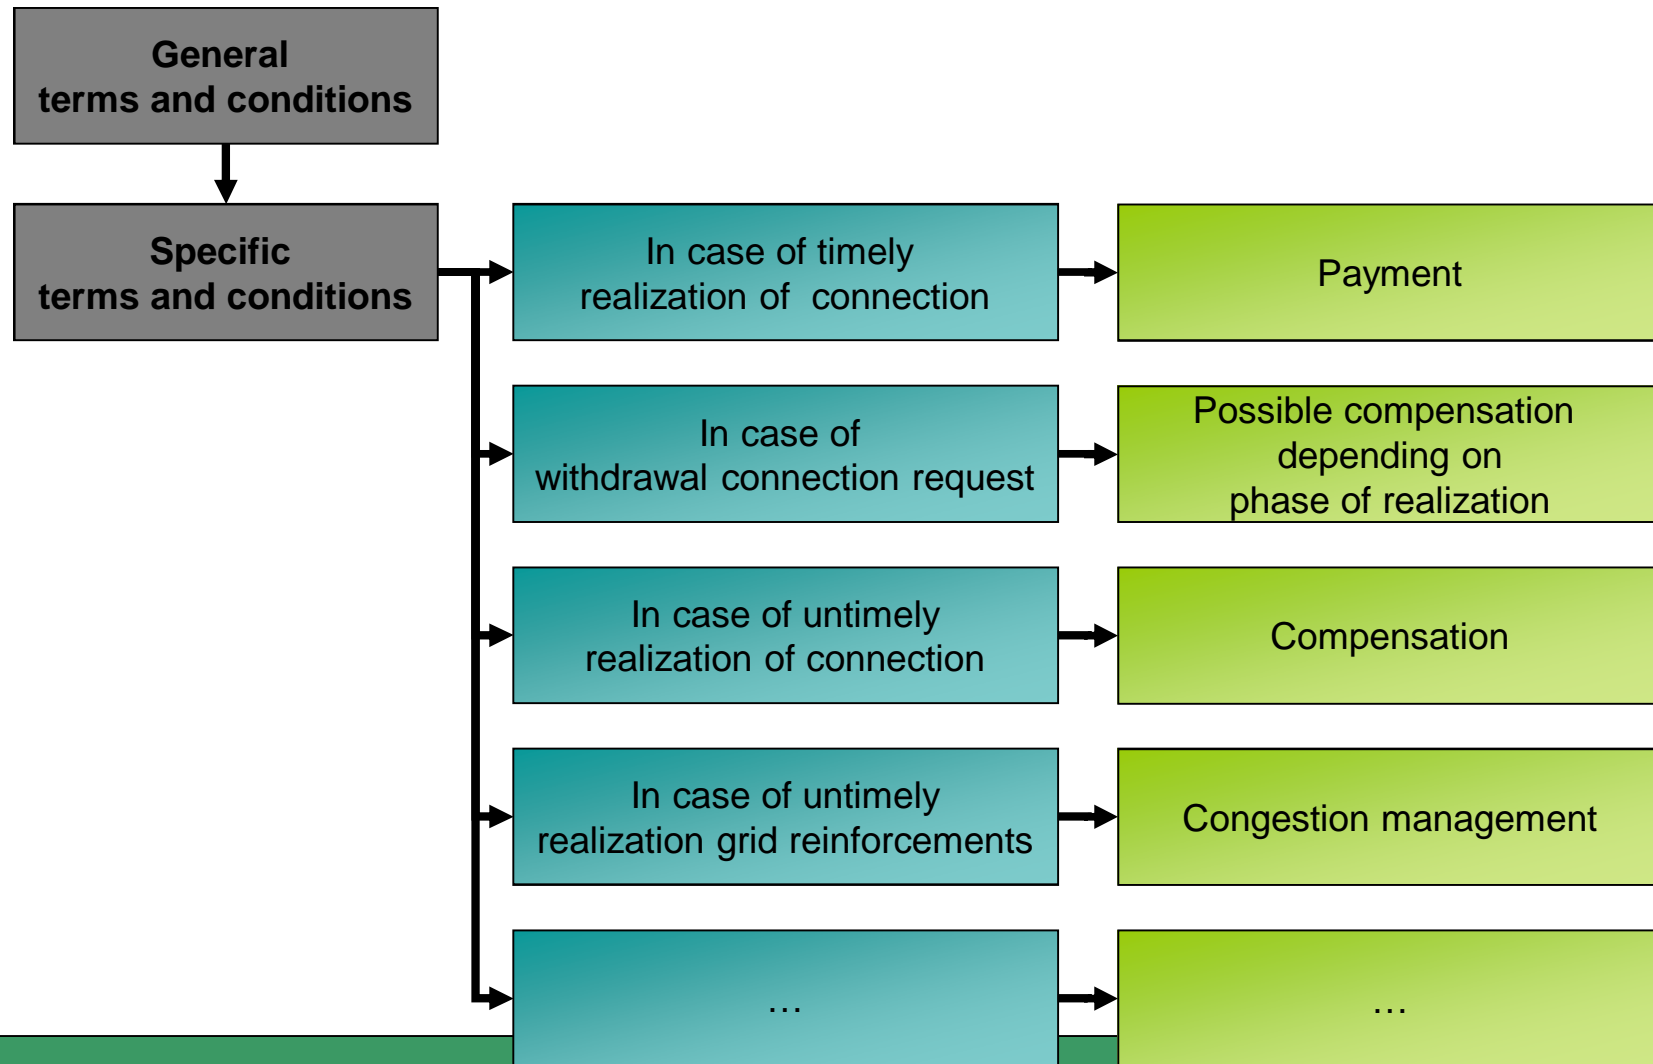 General
terms and conditions
Specific
terms and conditions
In case of timely
realization of connection
Payment
In case of
withdrawal connection request
Possible compensation
depending on
phase of realization
In case of untimely
realization of connection
Compensation
In case of untimely
realization grid reinforcements
Congestion management
…
…